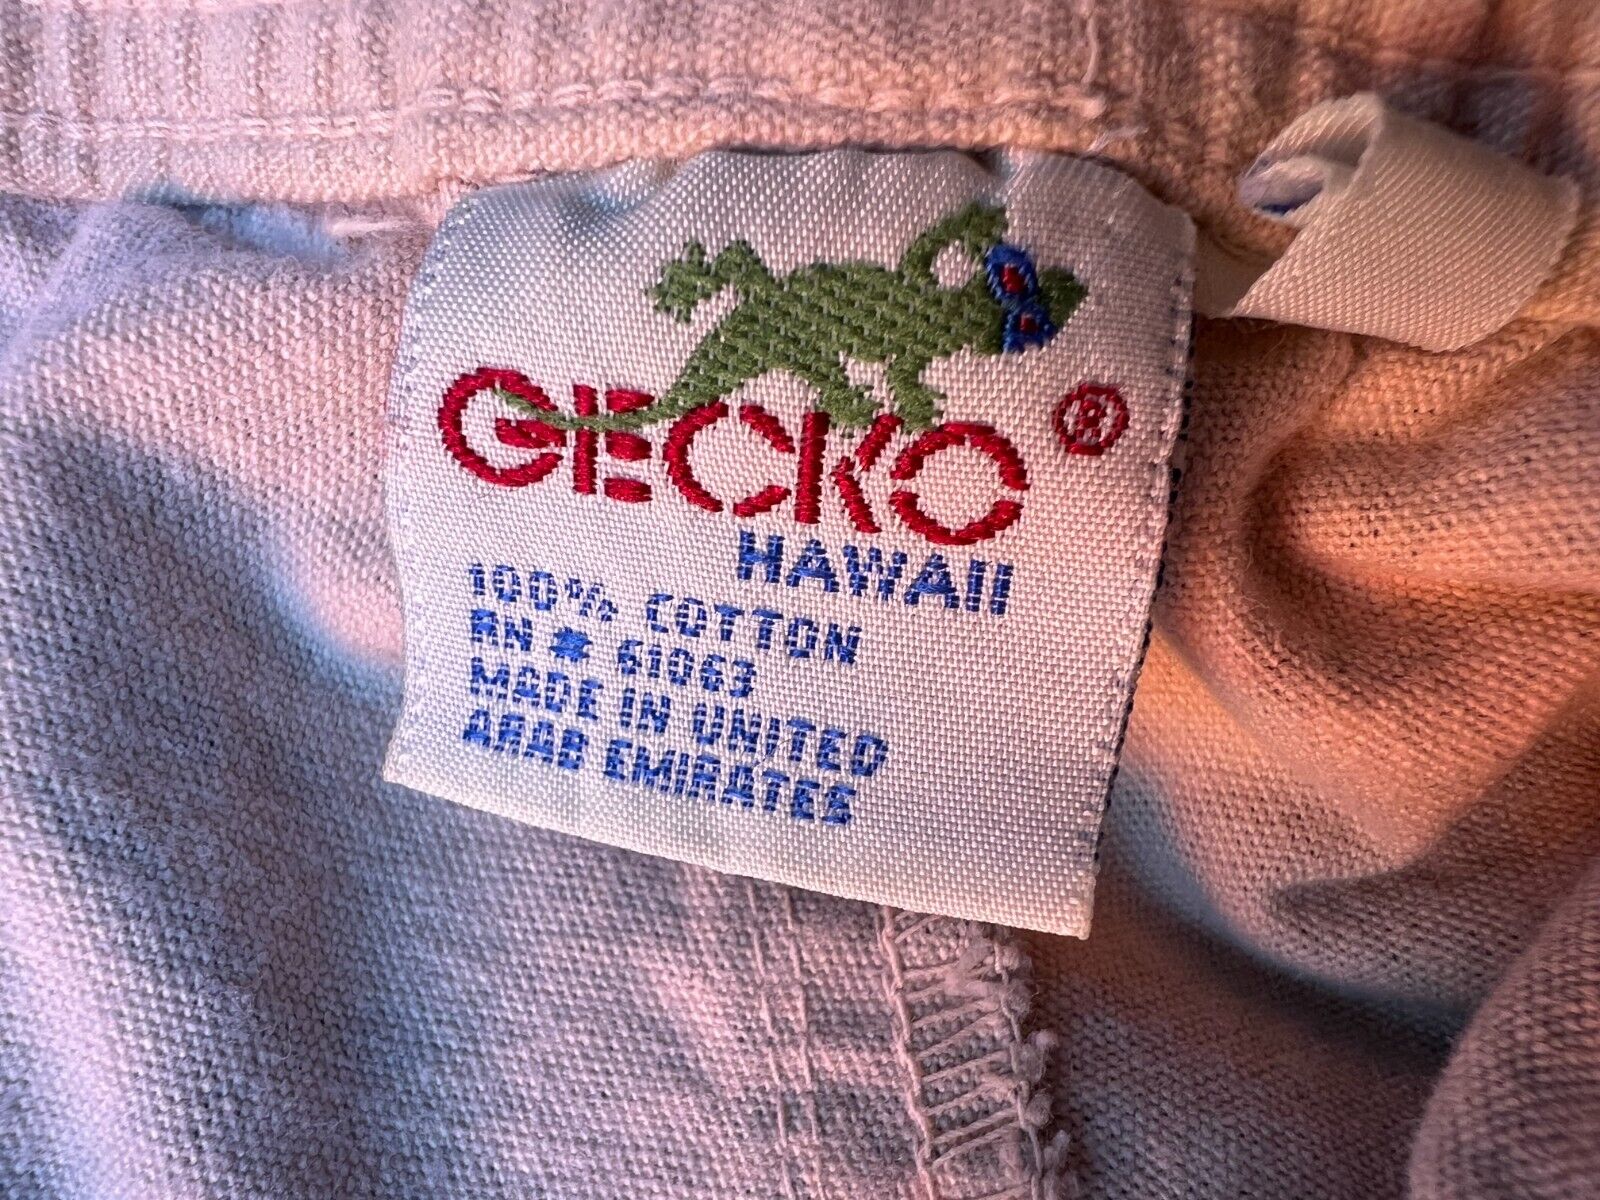 GECKO ®
HAWAII
100% COTTON
RN # 61063
MADE IN UNITED
ARAB EMIRATES